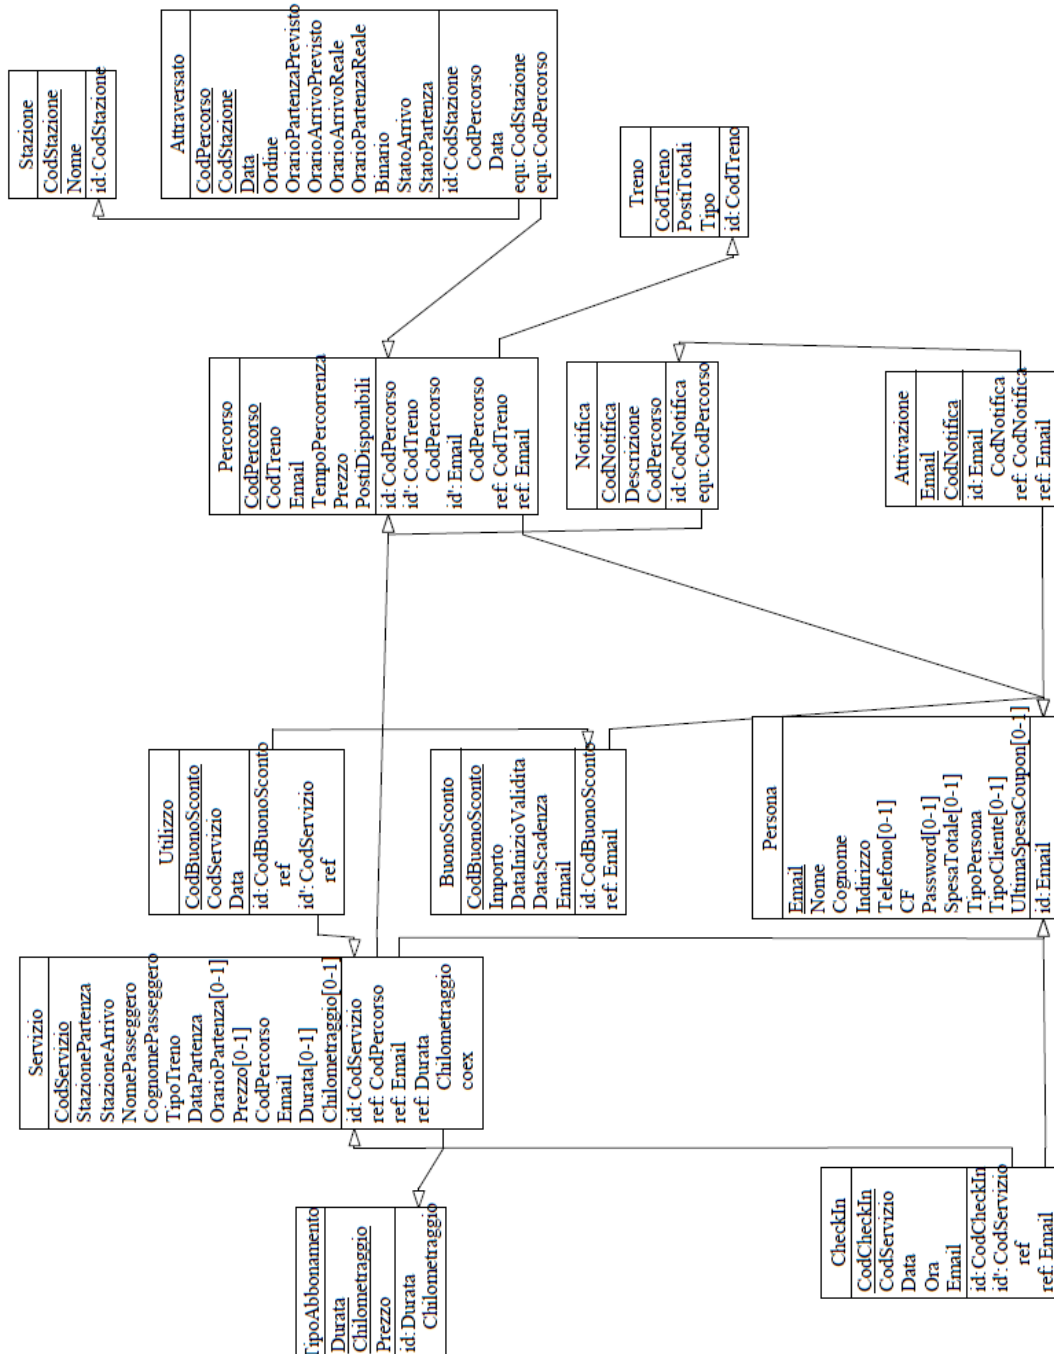 Stazione
CodStazione
Nome
id:CodStazione
Attraversato
CodPercorso
CodStazione
Data
Ordine
OrarioPartenzaPrevisto
OrarioArrivoPrevisto
OrarioArrivoReale
OrarioPartenzaReale
Binario
StatoArrivo
StatoPartenza
id:CodStazione
CodPercorso
Data
equ:CodStazione
equ:CodPercorso
Treno
CodTreno
PostiTotali
Tipo
id:CodTreno
Percorso
CodPercorso
CodTreno
Email
TempoPercorrenza
Prezzo
PostiDisponibili
id:CodPercorso
id':CodTreno
CodPercorso
id':Email
CodPercorso
ref:CodTreno
ref:Email
Notifica
CodNotifica
Descrizione
CodPercorso
id:CodNotifica
equ:CodPercorso
Attivazione
Email
CodNotifica
id:Email
CodNotifica
ref:CodNotifica
ref:Email
Utilizzo
CodBuonoSconto
CodServizio
Data
id:CodBuonoSconto
ref
id':CodServizio
ref
BuonoSconto
CodBuonoSconto
Importo
DataInizioValidita
DataScadenza
Email
id:CodBuonoSconto
ref:Email
Persona
Email
Nome
Cognome
Indirizzo
Telefono[0-1]
CF
Password[0-1]
SpesaTotale[0-1]
TipoPersona
TipoCliente[0-1]
UltimaSpesaCoupon[0-1]
id:Email
Servizio
CodServizio
StazionePartenza
StazioneArrivo
NomePasseggero
CognomePasseggero
TipoTreno
DataPartenza
OrarioPartenza[0-1]
Prezzo[0-1]
CodPercorso
Email
Durata[0-1]
Chilometraggio[0-1]
id:CodServizio
ref:CodPercorso
ref:Email
ref:Durata
Chilometraggio
coex
TipoAbbonamento
Durata
Chilometraggio
Prezzo
id:Durata
Chilometraggio
CheckIn
CodCheckIn
CodServizio
Data
Ora
Email
id:CodCheckIn
id':CodServizio
ref
ref:Email